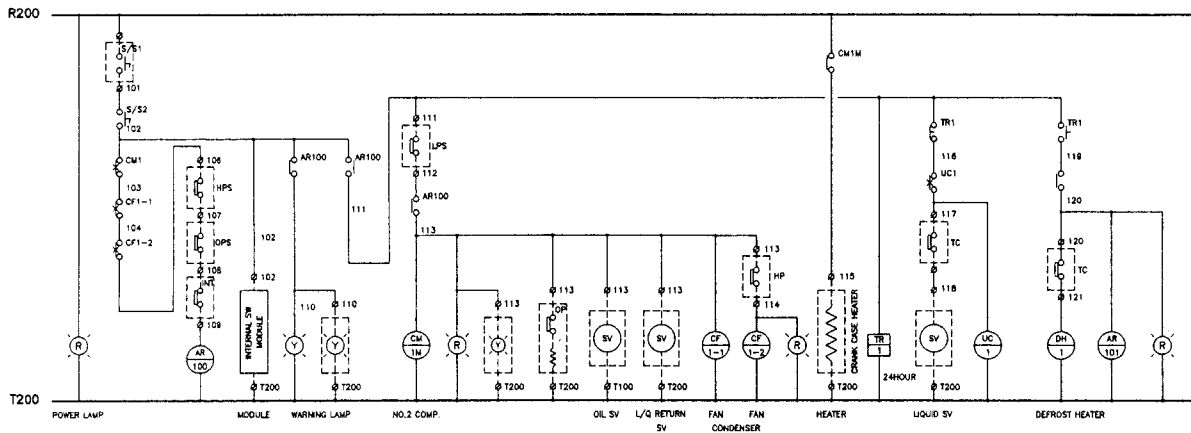 R200
S/S1
101
S/S2
102
CM1
103
CF1-1
104
CF1-2
106
HPS
107
OPS
108
INT
109
AR
100
102
102
INTERNAL SW
MODULE
T200
AR100
AR100
111
110
110
Y
Y
T200
R
111
LPS
112
AR100
113
CM
1M
R
113
Y
T200
113
OP
T200
113
SV
T100
113
SV
T200
CF
1-1
113
HP
114
CF
1-2
R
CM1M
115
CRANK CASE HEATER
T200
TR
1
24HOUR
TR1
116
UC1
117
TC
118
SV
T200
UC
1
TR1
119
120
120
TC
121
DH
1
AR
101
R
T200
POWER LAMP
MODULE
WARNING LAMP
NO.2 COMP.
OIL SV
L/Q RETURN
SV
FAN
CONDENSER
FAN
HEATER
LIQUID SV
DEFROST HEATER